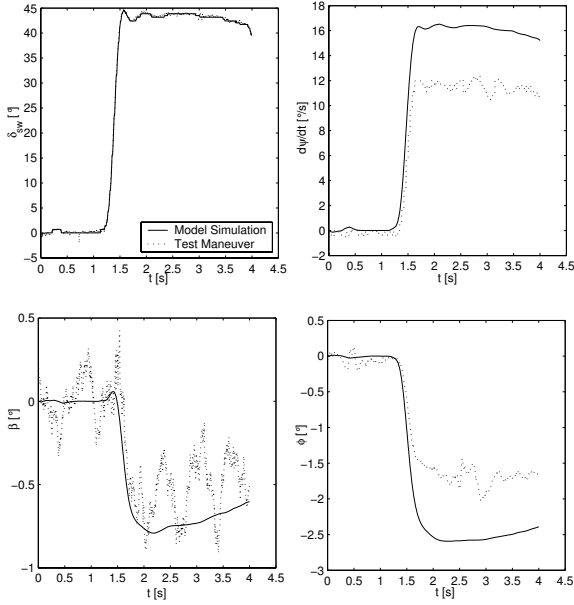 45
40
35
30
25
20
15
10
5
0
−5
δsw [°]
0 0.5 1 1.5 2 2.5 3 3.5 4 4.5
t [s]
Model Simulation
Test Maneuver
18
16
14
12
10
8
6
4
2
0
−2
dψ/dt [°/s]
0 0.5 1 1.5 2 2.5 3 3.5 4 4.5
t [s]
0.5
0
−0.5
−1
β [°]
0 0.5 1 1.5 2 2.5 3 3.5 4 4.5
t [s]
0.5
0
−0.5
−1
−1.5
−2
−2.5
−3
ϕ [°]
0 0.5 1 1.5 2 2.5 3 3.5 4 4.5
t [s]